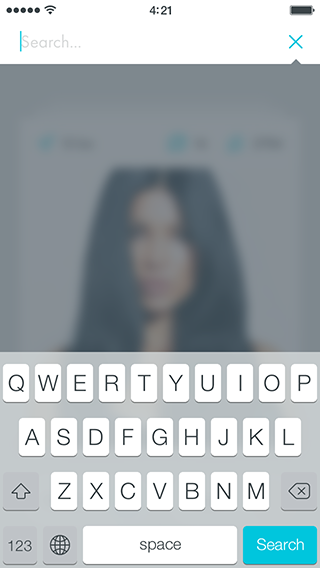 4:21
Search...
Q W E R T Y U I O P
A S D F G H J K L
Z X C V B N M
123 space Search